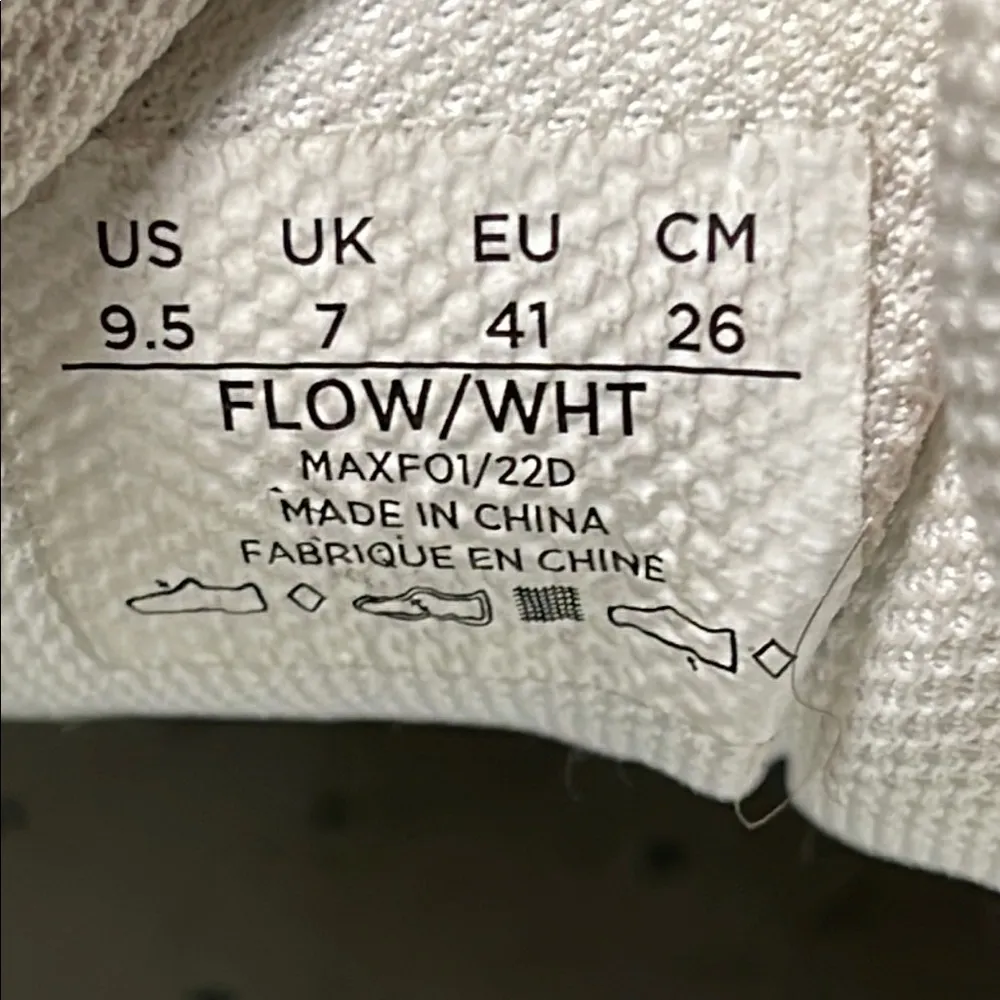 US UK EU CM
9.5 7 41 26
FLOW/WHT
MAXF01/22D
MADE IN CHINA
FABRIQUE EN CHINE